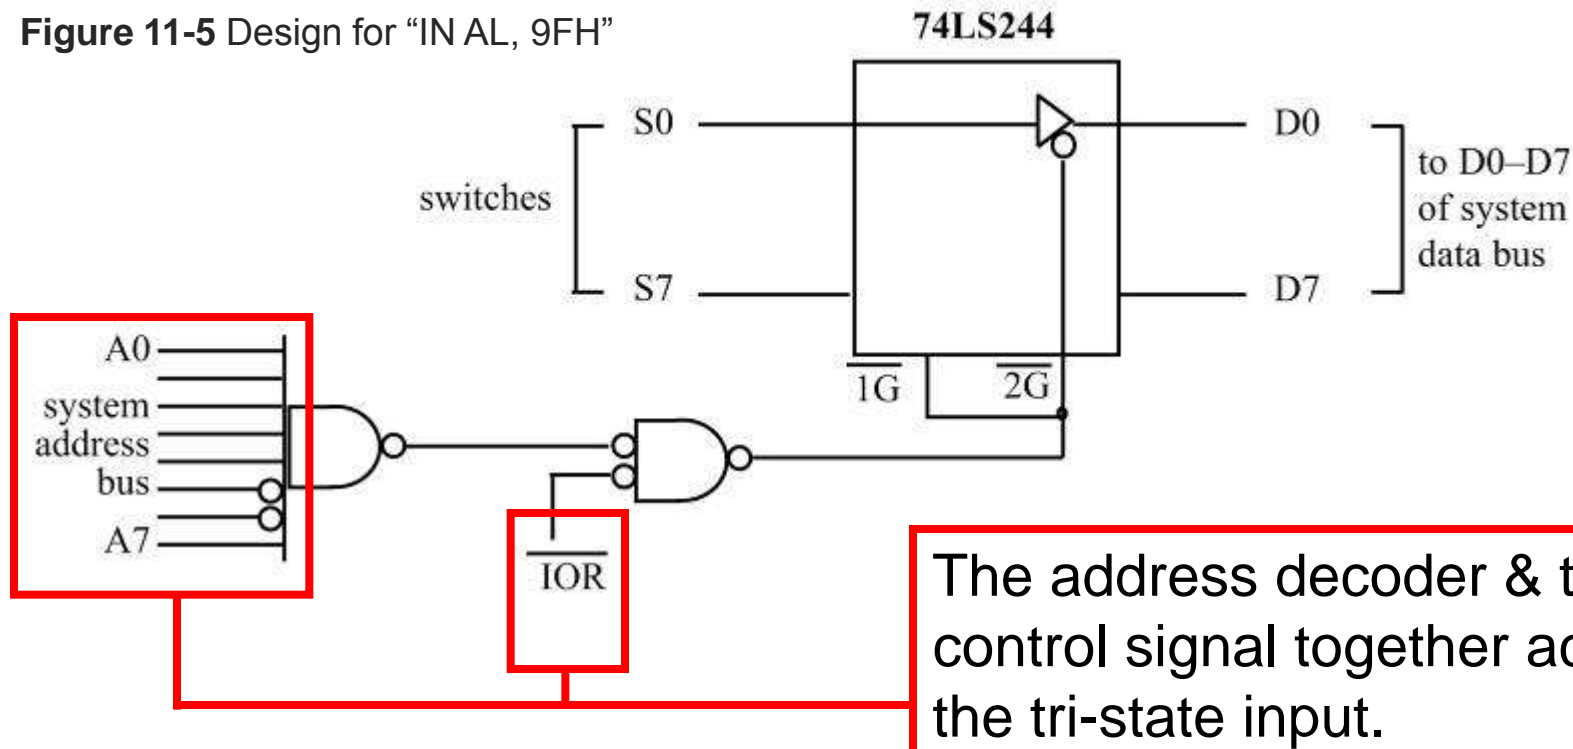 Figure 11-5 Design for “IN AL, 9FH”
74LS244
S0
D0
switches
to D0–D7
of system
data bus
S7
D7
A0
system
address
bus
A7
1G
2G
IOR
The address decoder &
control signal together
the tri-state input.